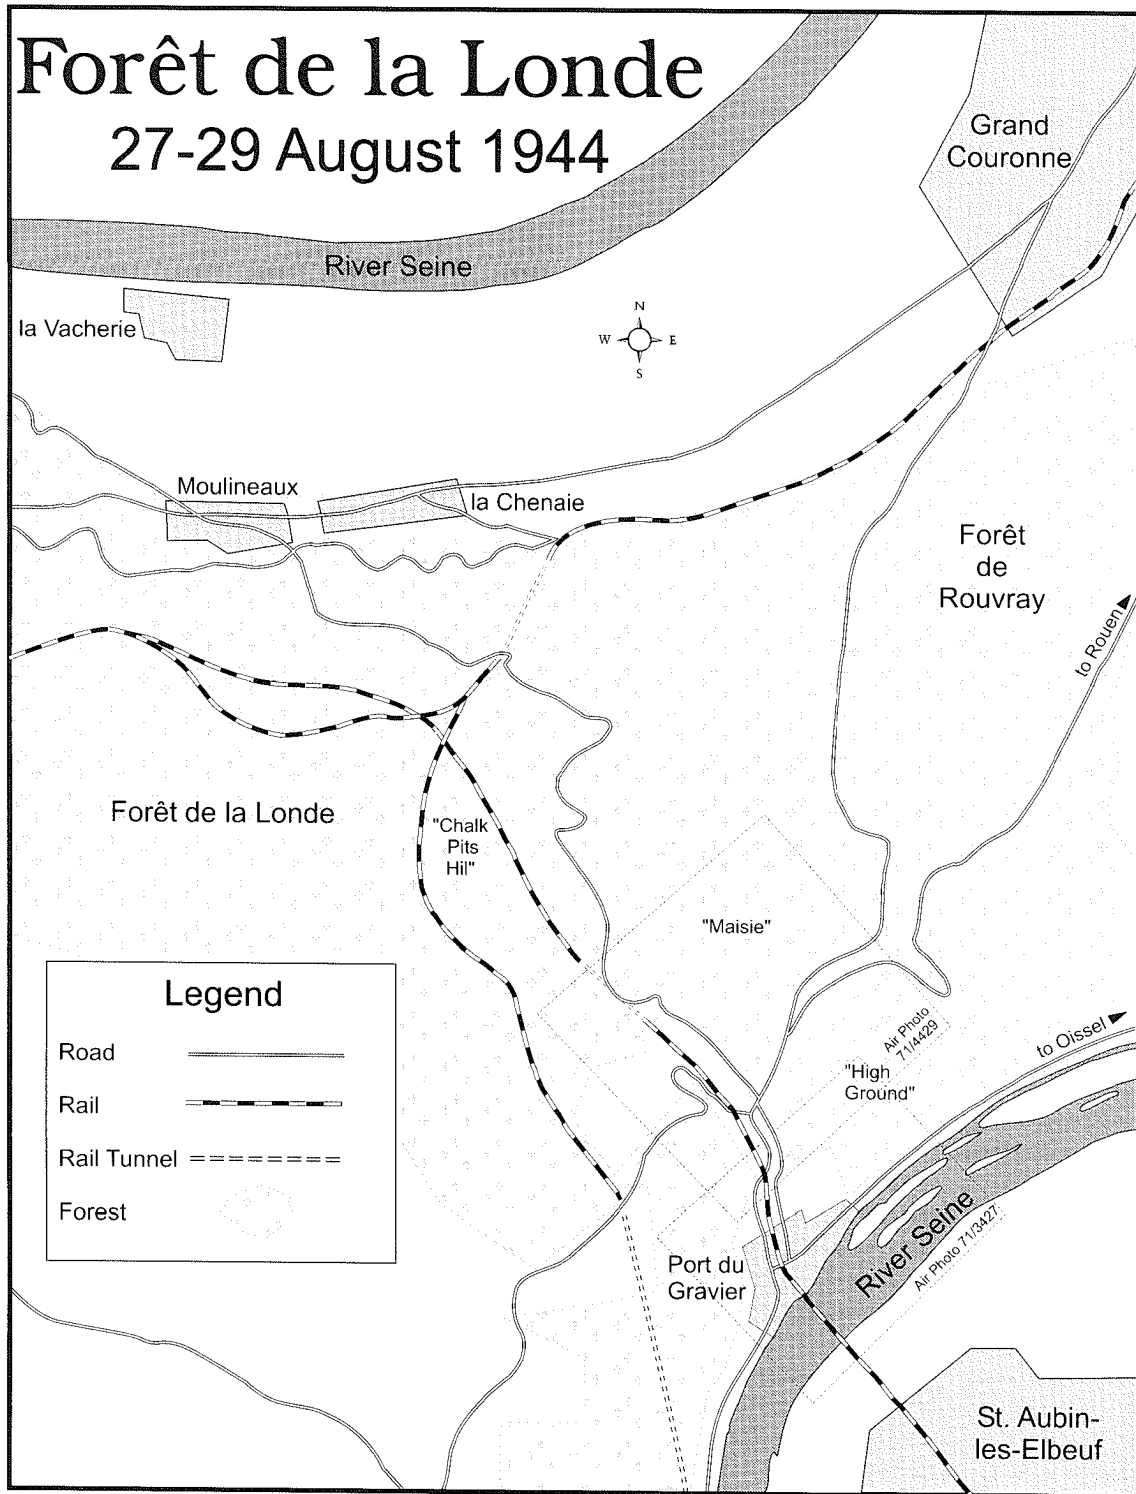 Forêt de la Londe
27-29 August 1944
Grand
Couronne
River Seine
la Vacherie
N
W
E
S
Moulineaux
la Chenaie
Forêt
de
Rouvray
to Rouen
Forêt de la Londe
"Chalk
Pits
Hil"
"Maisie"
Legend
Road
Rail
Rail Tunnel
Forest
Air Photo
71/4429
to Oissel
"High
Ground"
River Seine
Air Photo 71/3427
Port du
Gravier
St. Aubin-
les-Elbeuf